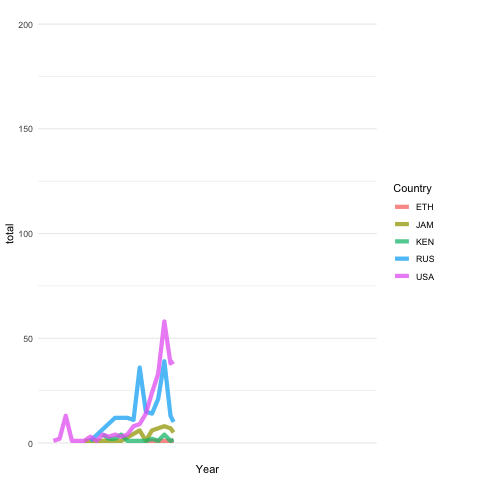 200
150
100
50
0
total
Year
Country
ETH
JAM
KEN
RUS
USA